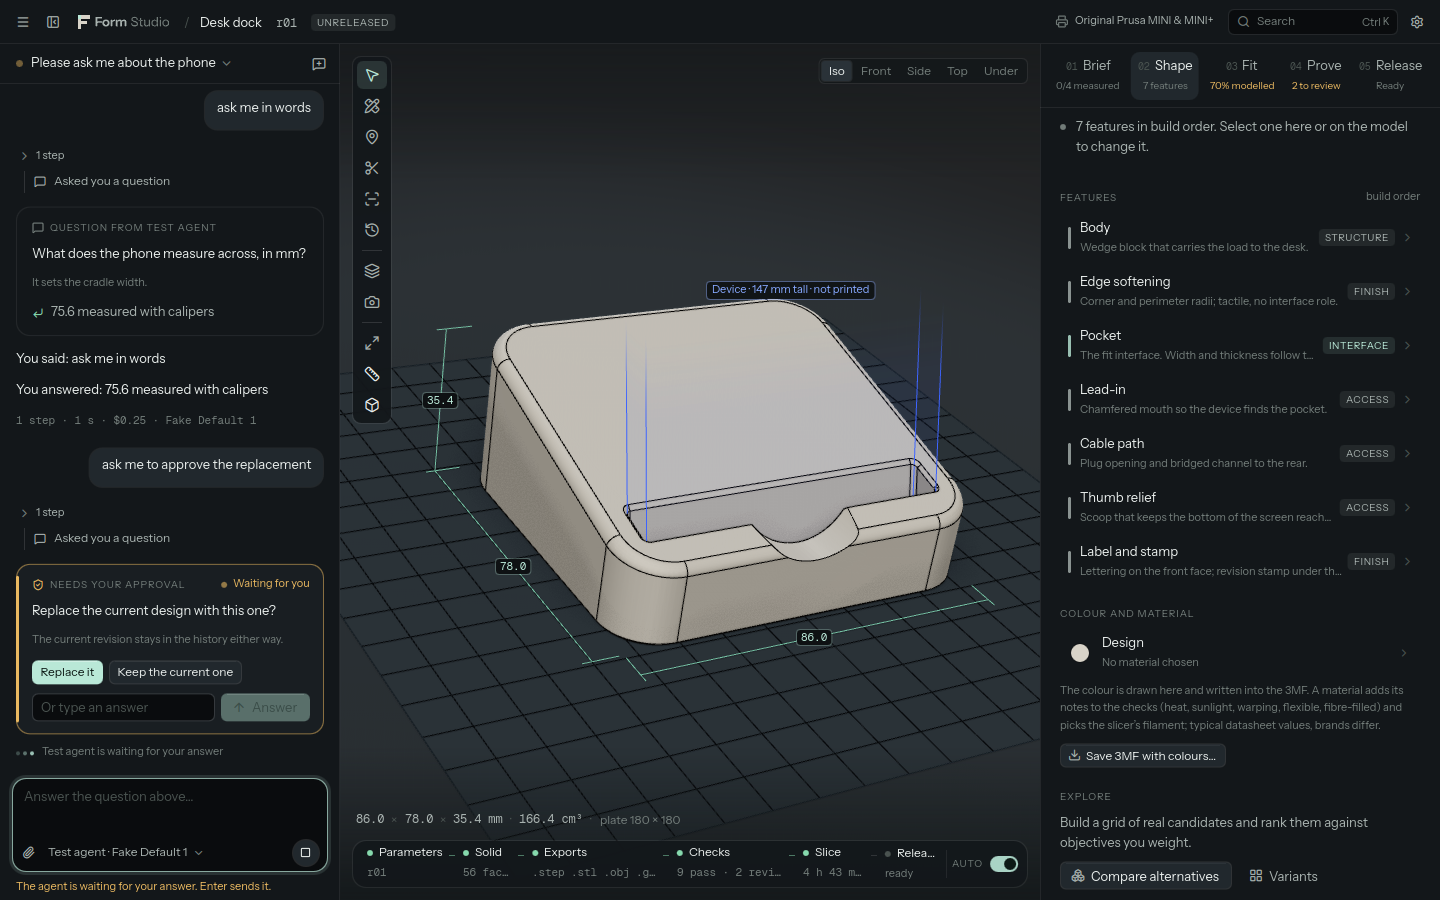 Form Studio / Desk dock r01 UNRELEASED
Original Prusa MINI & MINI+
Search Ctrl K
Please ask me about the phone
ask me in words
1 step
Asked you a question
QUESTION FROM TEST AGENT
What does the phone measure across, in mm?
It sets the cradle width.
75.6 measured with calipers
You said: ask me in words
You answered: 75.6 measured with calipers
1 step · 1 s · $0.25 · Fake Default 1
ask me to approve the replacement
1 step
Asked you a question
NEEDS YOUR APPROVAL
Waiting for you
Replace the current design with this one?
The current revision stays in the history either way.
Replace it
Keep the current one
Or type an answer
Answer
Test agent is waiting for your answer
Answer the question above...
Test agent · Fake Default 1
The agent is waiting for your answer. Enter sends it.
Iso Front Side Top Under
Device · 147 mm tall · not printed
35.4
78.0
86.0
86.0 × 78.0 × 35.4 mm · 166.4 cm³ · plate 180 × 180
Parameters
r01
Solid
56 fac…
Exports
.step .stl .obj .g…
Checks
9 pass · 2 revi…
Slice
4 h 43 m…
Relea…
ready
AUTO
01 Brief
0/4 measured
02 Shape
7 features
03 Fit
70% modelled
04 Prove
2 to review
05 Release
Ready
7 features in build order. Select one here or on the model
to change it.
FEATURES
build order
Body
Wedge block that carries the load to the desk.
STRUCTURE
Edge softening
Corner and perimeter radii; tactile, no interface role.
FINISH
Pocket
The fit interface. Width and thickness follow t…
INTERFACE
Lead-in
Chamfered mouth so the device finds the pocket.
ACCESS
Cable path
Plug opening and bridged channel to the rear.
ACCESS
Thumb relief
Scoop that keeps the bottom of the screen reach…
ACCESS
Label and stamp
Lettering on the front face; revision stamp under th…
FINISH
COLOUR AND MATERIAL
Design
No material chosen
The colour is drawn here and written into the 3MF. A material adds its
notes to the checks (heat, sunlight, warping, flexible, fibre-filled) and
picks the slicer's filament; typical datasheet values, brands differ.
Save 3MF with colours…
EXPLORE
Build a grid of real candidates and rank them against
objectives you weight.
Compare alternatives
Variants